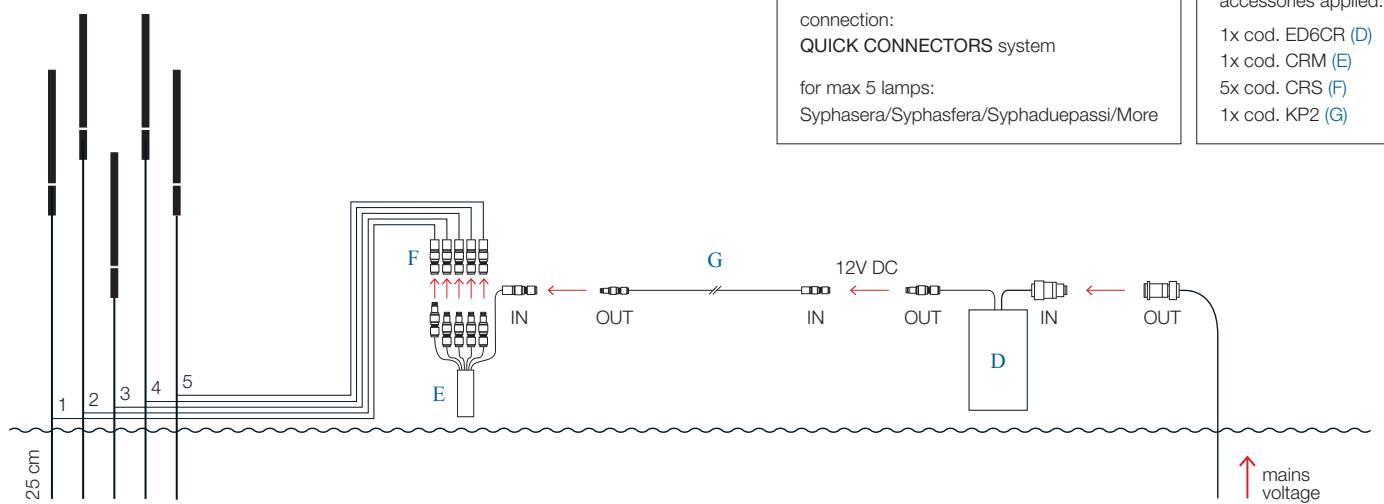 connection:
QUICK CONNECTORS system
for max 5 lamps:
Syphasera/Syphasfera/Syphaduepassi/More
accessories applied:
1x cod. ED6CR (D)
1x cod. CRM (E)
5x cod. CRS (F)
1x cod. KP2 (G)
F
G
12V DC
IN
OUT
IN
OUT
IN
OUT
D
E
1
2
3
4
5
25 cm
mains
voltage